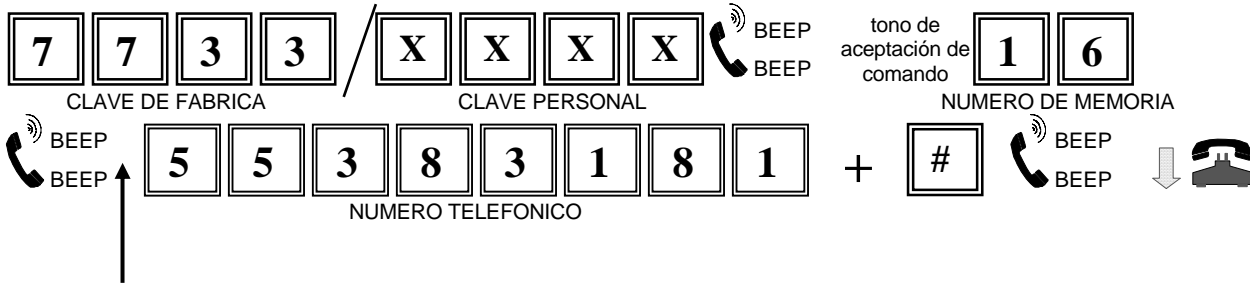 7 7 3 3 / X X X X BEEP BEEP tono de aceptación de comando 1 6
CLAVE DE FABRICA CLAVE PERSONAL NUMERO DE MEMORIA
BEEP BEEP 5 5 3 8 3 1 8 1 + # BEEP BEEP
NUMERO TELEFONICO